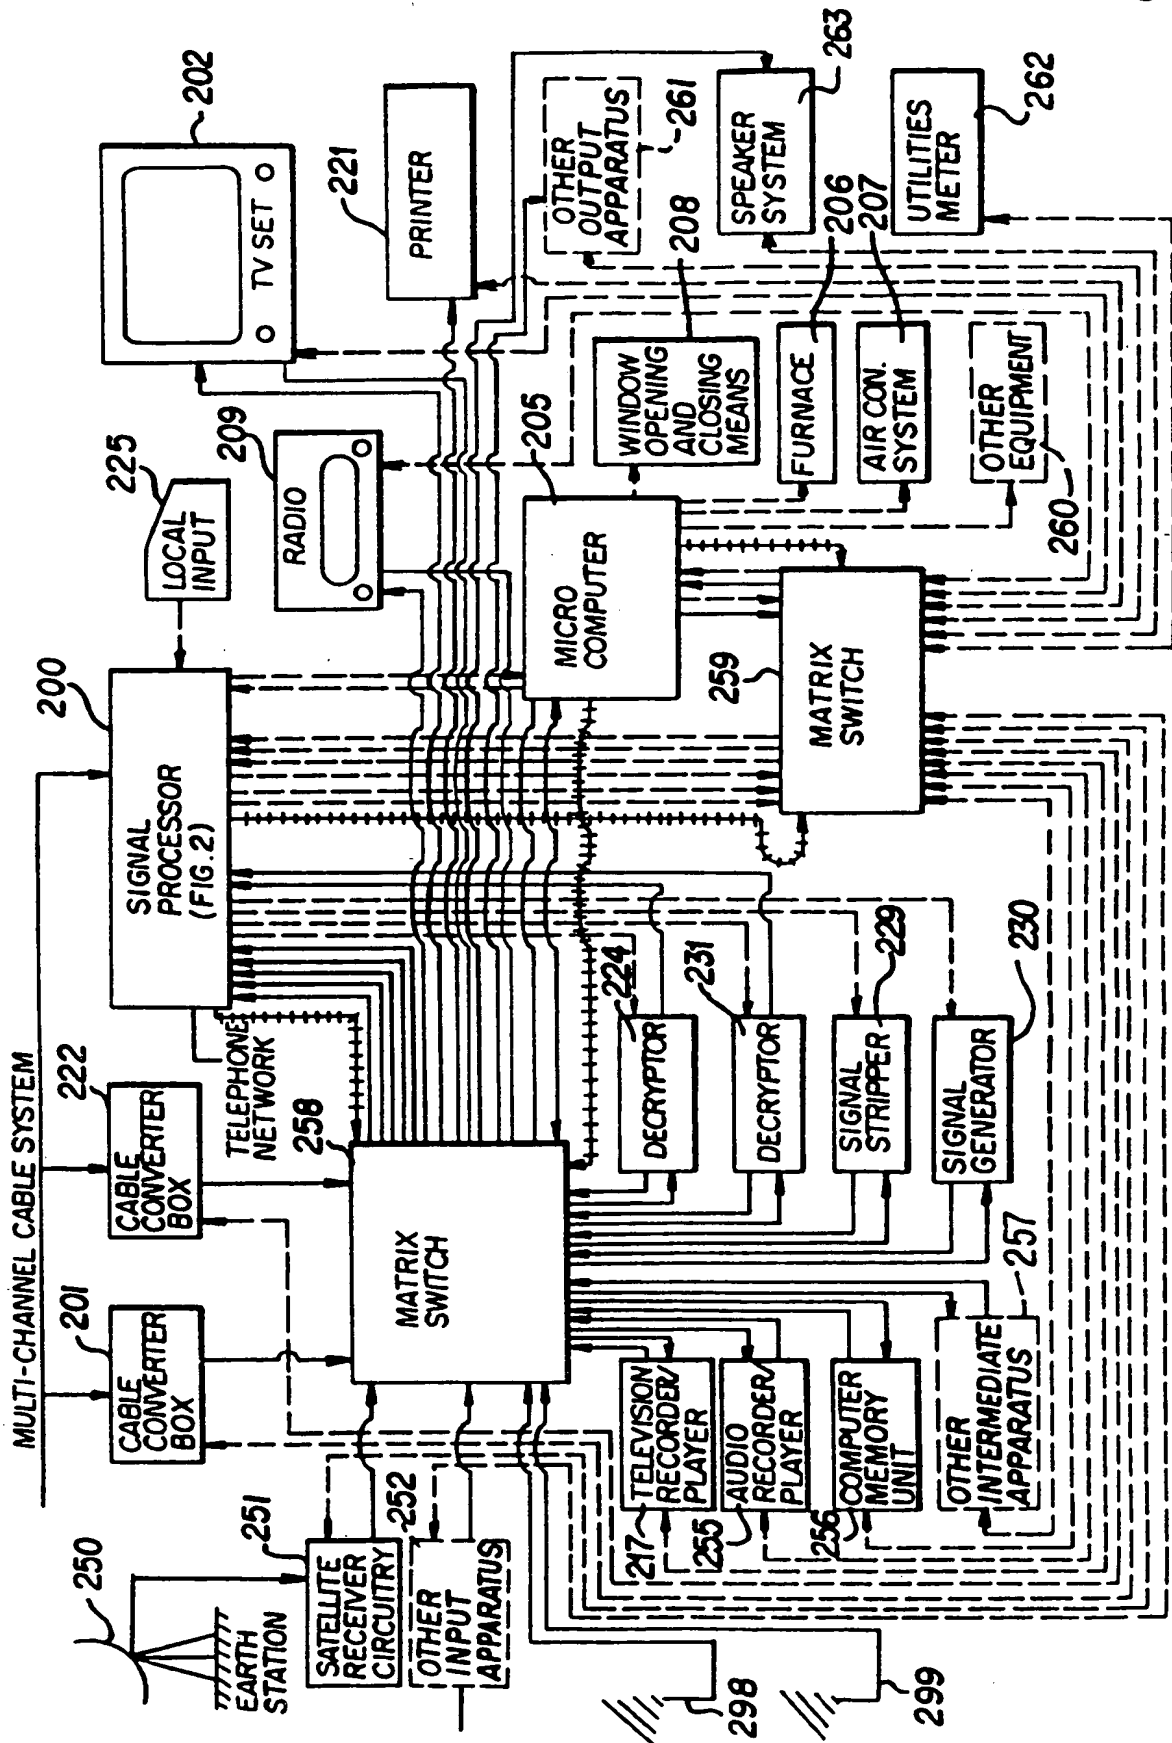 MULTI-CHANNEL CABLE SYSTEM
250
EARTH
STATION
251
SATELLITE
RECEIVER
CIRCUITRY
252
OTHER
INPUT
APPARATUS
298
299
201
CABLE
CONVERTER
BOX
222
CABLE
CONVERTER
BOX
TELEPHONE
NETWORK
258
MATRIX
SWITCH
200
SIGNAL
PROCESSOR
(FIG.2)
225
LOCAL
INPUT
209
RADIO
202
TV SET
221
PRINTER
OTHER
OUTPUT
APPARATUS
261
SPEAKER
SYSTEM
263
UTILITIES
METER
262
205
MICRO
COMPUTER
WINDOW
OPENING
AND
CLOSING
MEANS
208
FURNACE
206
AIR CON.
SYSTEM
207
OTHER
EQUIPMENT
260
259
MATRIX
SWITCH
224
DECRYPTOR
231
DECRYPTOR
SIGNAL
STRIPPER
229
SIGNAL
GENERATOR
230
217
TELEVISION
RECORDER/
PLAYER
255
AUDIO
RECORDER/
PLAYER
256
COMPUTER
MEMORY
UNIT
OTHER
INTERMEDIATE
APPARATUS
257